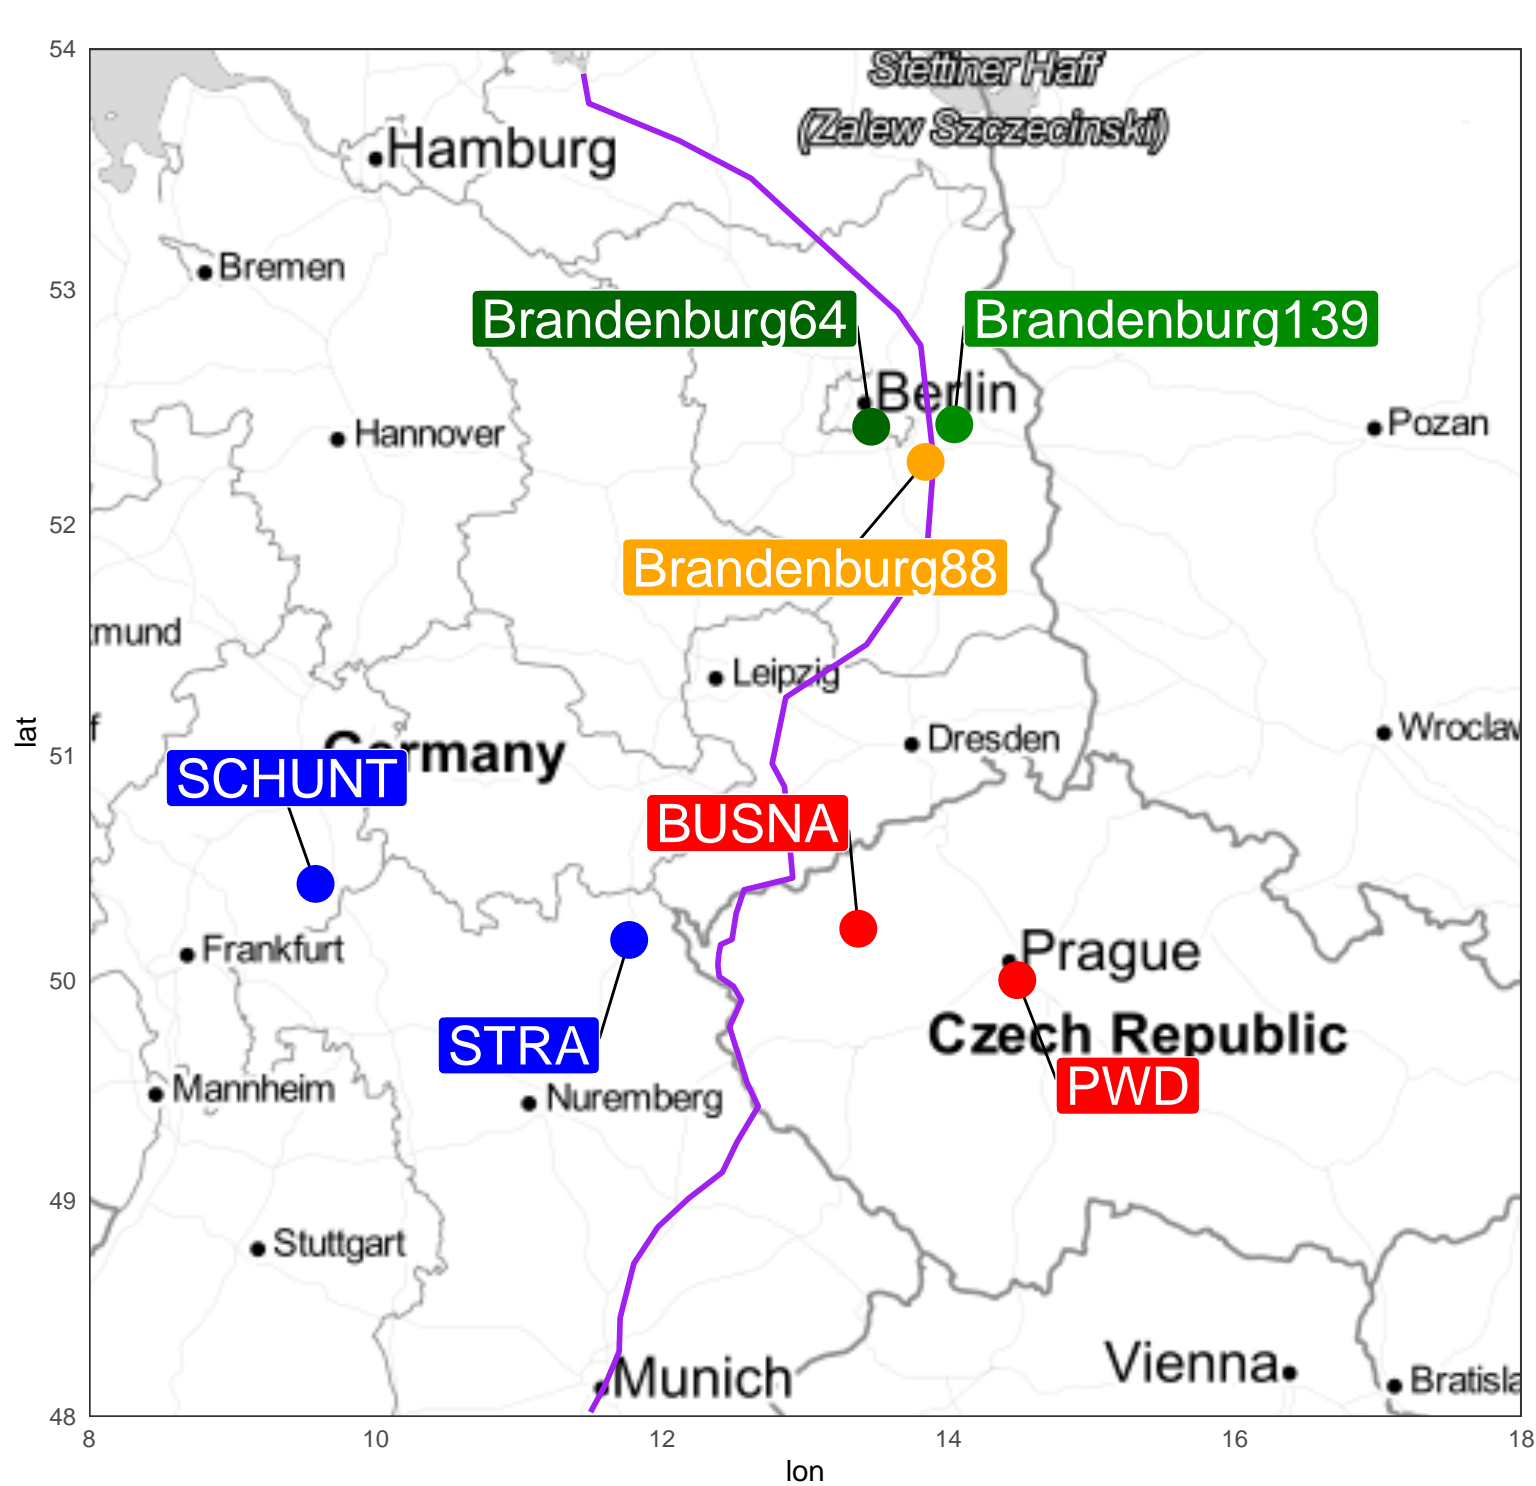 54
Stettiner Haff
(Zalew Szczecinski)
Hamburg
Bremen
53
Brandenburg64
Brandenburg139
Berlin
Hannover
Pozan
52
Brandenburg88
tmund
Leipzig
f
Dresden
Wroclaw
51
Germany
SCHUNT
BUSNA
Frankfurt
50
Prague
STRA
Czech Republic
PWD
Mannheim
Nuremberg
49
Stuttgart
Munich
Vienna
Bratisla
48
8
10
12
14
16
18
lon
lat